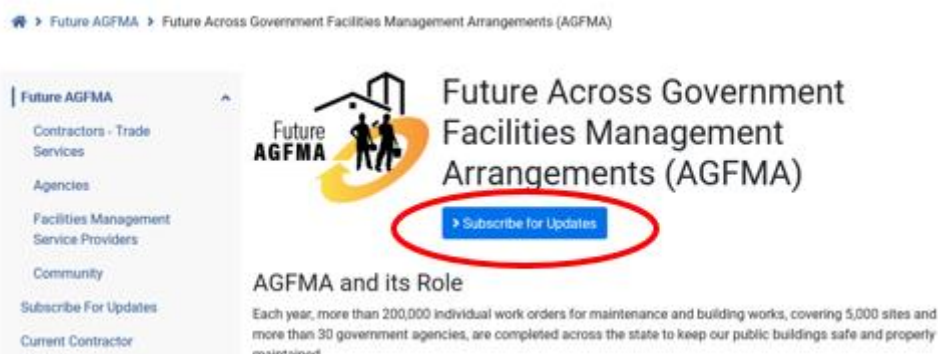 > Future AGFMA > Future Across Government Facilities Management Arrangements (AGFMA)
Future AGFMA
Contractors - Trade
Services
Agencies
Facilities Management
Service Providers
Community
Subscribe For Updates
Current Contractor
Future
AGFMA
Future Across Government
Facilities Management
Arrangements (AGFMA)
> Subscribe for Updates
AGFMA and its Role
Each year, more than 200,000 individual work orders for maintenance and building works, covering 5,000 sites and
more than 30 government agencies, are completed across the state to keep our public buildings safe and properly
maintained